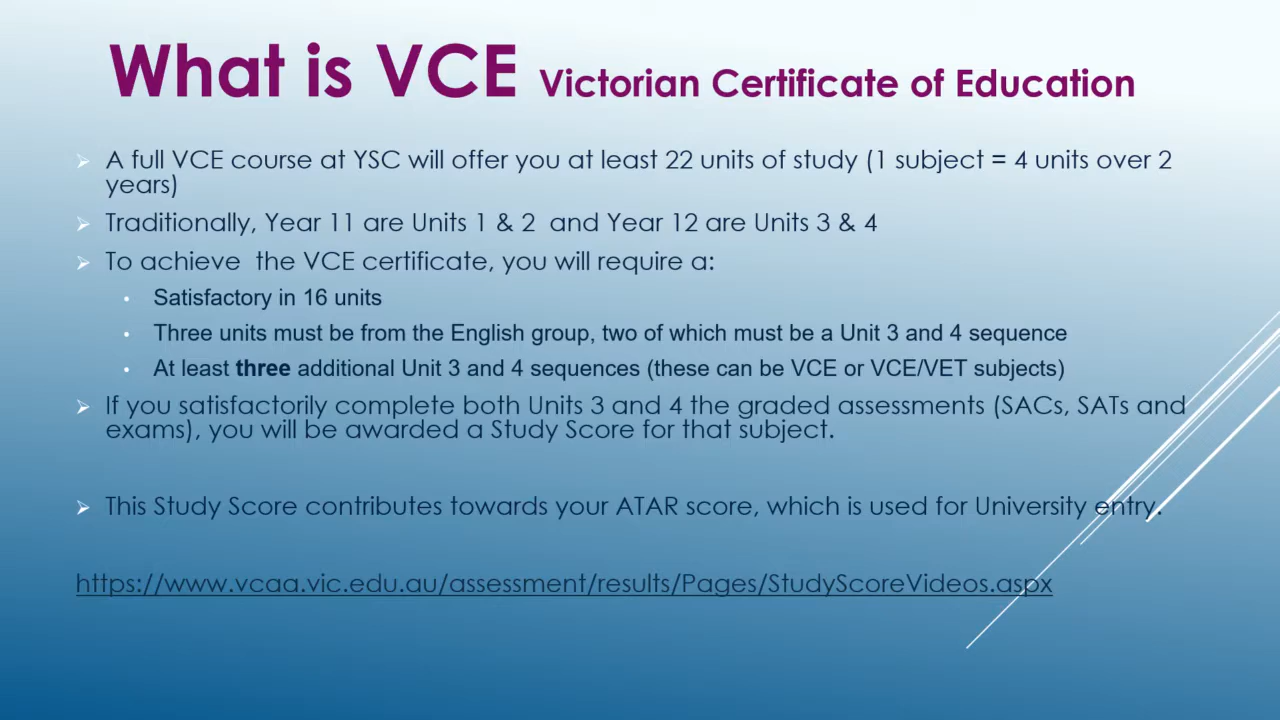 What is VCE Victorian Certificate of Education
A full VCE course at YSC will offer you at least 22 units of study (1 subject = 4 units over 2
years)
Traditionally, Year 11 are Units 1 & 2 and Year 12 are Units 3 & 4
To achieve the VCE certificate, you will require a:
Satisfactory in 16 units
Three units must be from the English group, two of which must be a Unit 3 and 4 sequence
At least three additional Unit 3 and 4 sequences (these can be VCE or VCE/VET subjects)
If you satisfactorily complete both Units 3 and 4 the graded assessments (SACs, SATs and
exams), you will be awarded a Study Score for that subject.
This Study Score contributes towards your ATAR score, which is used for University entry.
https://www.vcaa.vic.edu.au/assessment/results/Pages/StudyScoreVideos.aspx